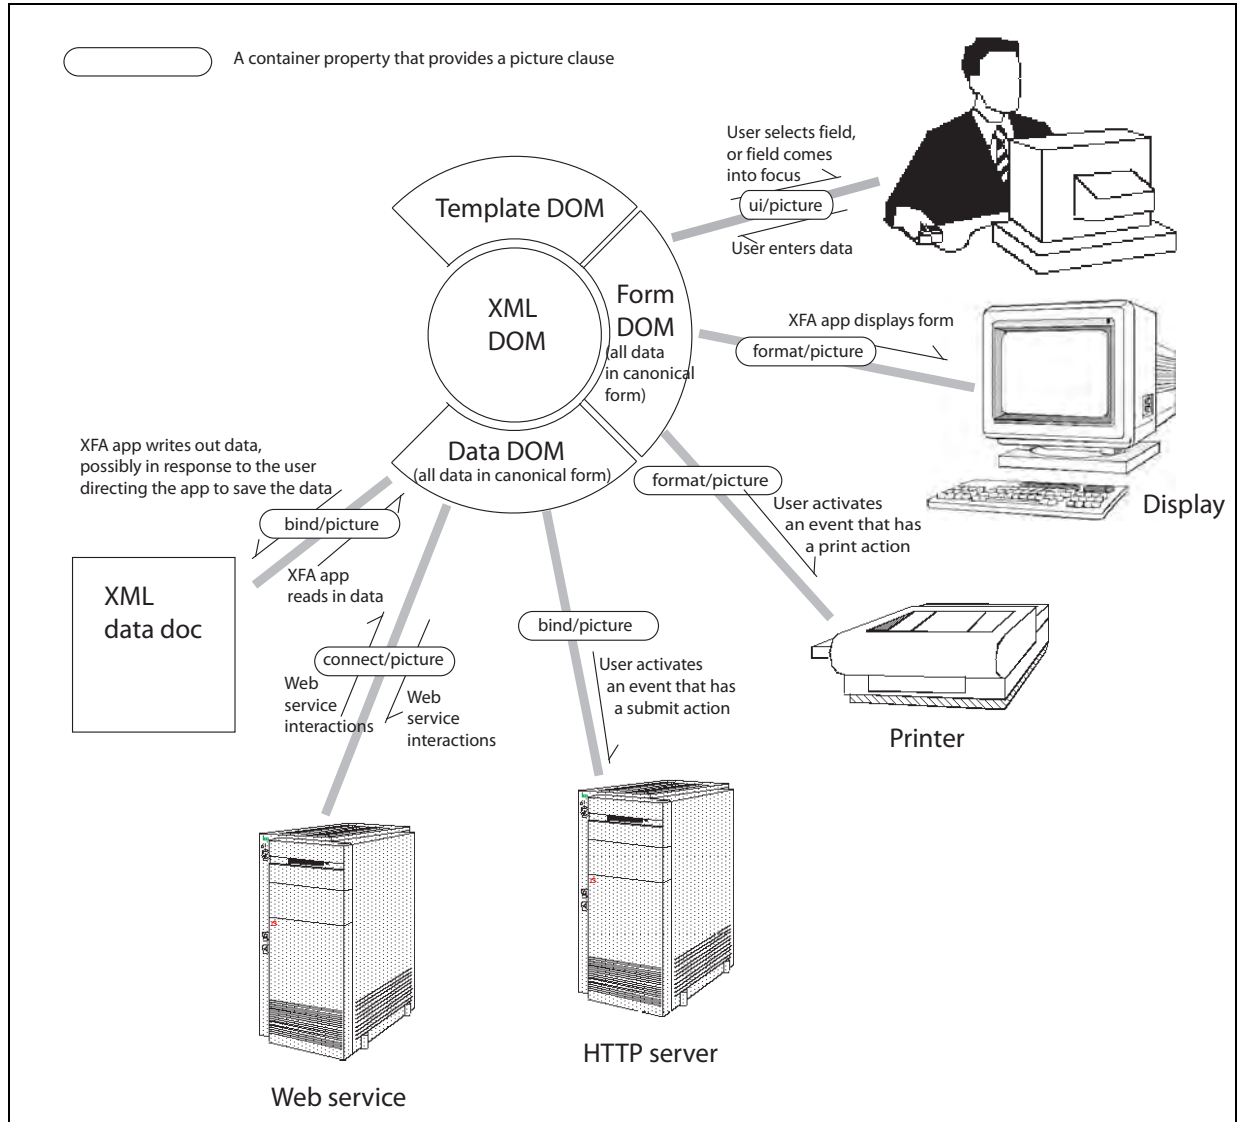 A container property that provides a picture clause
User selects field,
or field comes
into focus
ui/picture
User enters data
Template DOM
XML
DOM
Form
DOM
(all data
in canonical
form)
XFA app displays form
format/picture
Display
Data DOM
(all data in canonical form)
format/picture
User activates
an event that has
a print action
Printer
XFA app writes out data,
possibly in response to the user
directing the app to save the data
bind/picture
XFA app
reads in data
XML
data doc
connect/picture
Web
service
interactions
Web
service
interactions
bind/picture
User activates
an event that has
a submit action
HTTP server
Web service